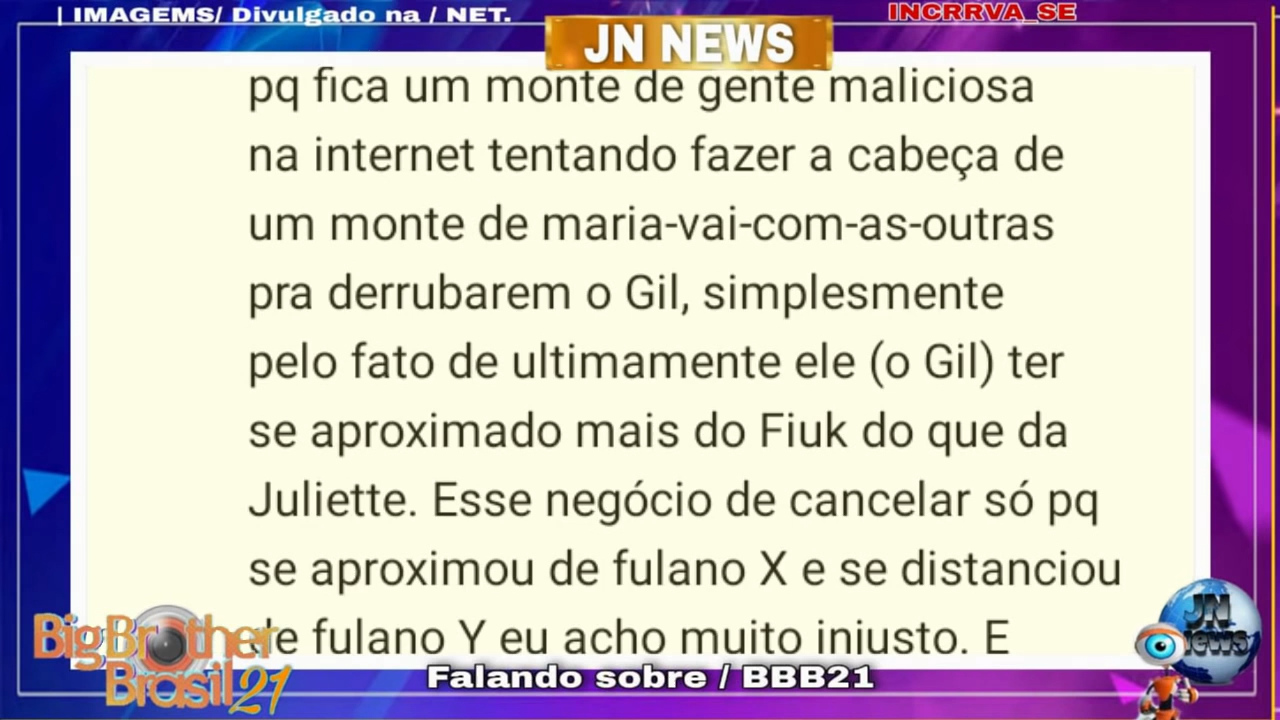 | IMAGEMS/ Divulgado na / NET.
INCRRVA_SE
JN NEWS
pq fica um monte de gente maliciosa
na internet tentando fazer a cabeça de
um monte de maria-vai-com-as-outras
pra derrubarem o Gil, simplesmente
pelo fato de ultimamente ele (o Gil) ter
se aproximado mais do Fiuk do que da
Juliette. Esse negócio de cancelar só pq
se aproximou de fulano X e se distanciou
de fulano Y eu acho muito injusto. E
Big Brother
Brasil 21
Falando sobre / BBB21
JN
News